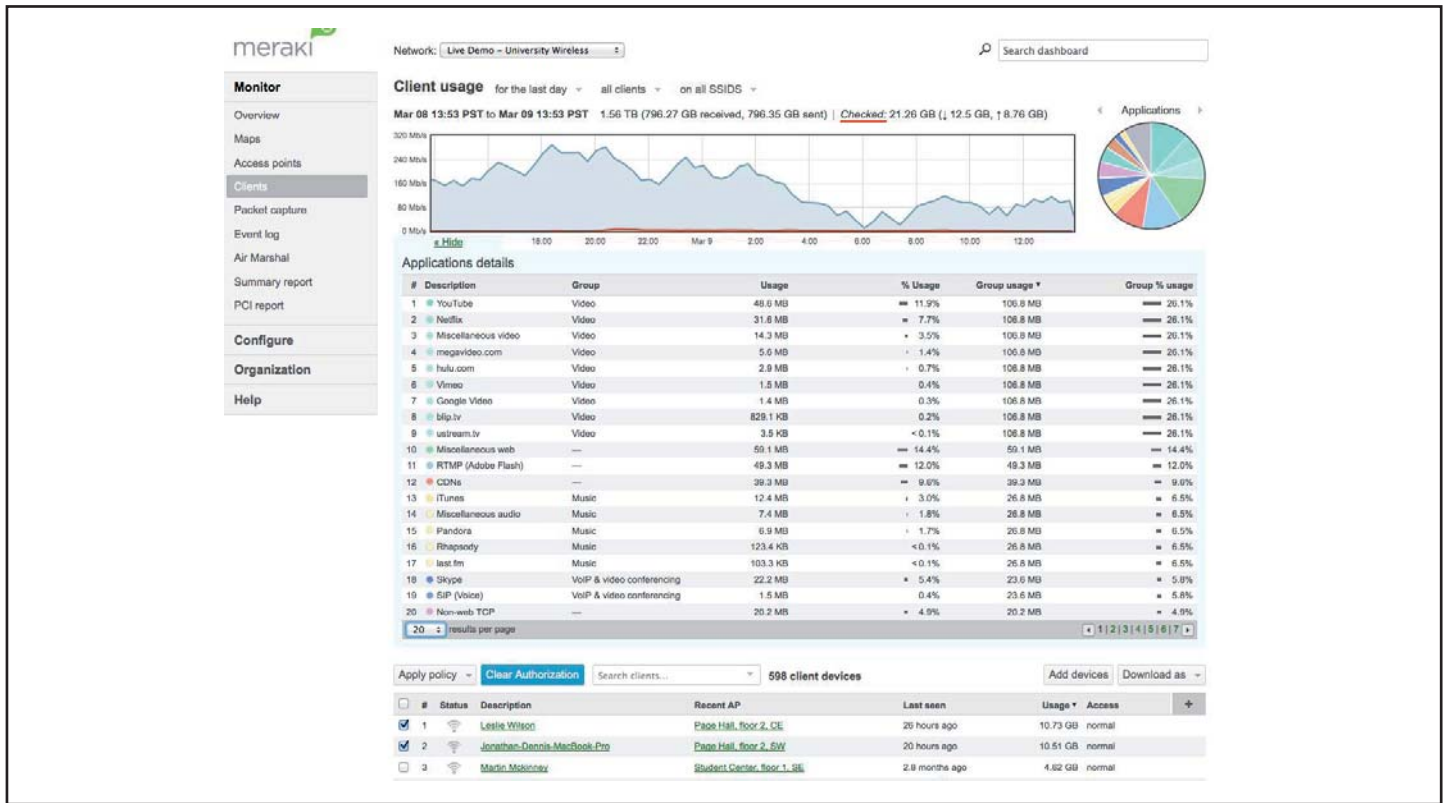 meraki
Network: Live Demo – University Wireless
Search dashboard
Monitor
Overview
Maps
Access points
Clients
Packet capture
Event log
Air Marshal
Summary report
PCI report
Configure
Organization
Help
Client usage for the last day all clients on all SSIDS
Mar 08 13:53 PST to Mar 09 13:53 PST 1.56 TB (796.27 GB received, 796.35 GB sent) | Checked: 21.26 GB (↓ 12.5 GB, ↑ 8.76 GB)
Applications
320 Mb/s
240 Mb/s
160 Mb/s
80 Mb/s
0 Mb/s
« Hide
18:00 20:00 22:00 Mar 9 2:00 4:00 6:00 8:00 10:00 12:00
Applications details
# Description Group Usage % Usage Group usage ▼ Group % usage
1 YouTube Video 48.6 MB 11.9% 106.8 MB 26.1%
2 Netflix Video 31.6 MB 7.7% 106.8 MB 26.1%
3 Miscellaneous video Video 14.3 MB 3.5% 106.8 MB 26.1%
4 megavideo.com Video 5.6 MB 1.4% 106.8 MB 26.1%
5 hulu.com Video 2.9 MB 0.7% 106.8 MB 26.1%
6 Vimeo Video 1.5 MB 0.4% 106.8 MB 26.1%
7 Google Video Video 1.4 MB 0.3% 106.8 MB 26.1%
8 blip.tv Video 829.1 KB 0.2% 106.8 MB 26.1%
9 ustream.tv Video 3.5 KB <0.1% 106.8 MB 26.1%
10 Miscellaneous web — 59.1 MB 14.4% 59.1 MB 14.4%
11 RTMP (Adobe Flash) — 49.3 MB 12.0% 49.3 MB 12.0%
12 CDNs — 39.3 MB 9.6% 39.3 MB 9.6%
13 iTunes Music 12.4 MB 3.0% 26.8 MB 6.5%
14 Miscellaneous audio Music 7.4 MB 1.8% 26.8 MB 6.5%
15 Pandora Music 6.9 MB 1.7% 26.8 MB 6.5%
16 Rhapsody Music 123.4 KB <0.1% 26.8 MB 6.5%
17 last.fm Music 103.3 KB <0.1% 26.8 MB 6.5%
18 Skype VoIP & video conferencing 22.2 MB 5.4% 23.6 MB 5.8%
19 SIP (Voice) VoIP & video conferencing 1.5 MB 0.4% 23.6 MB 5.8%
20 Non-web TCP — 20.2 MB 4.9% 20.2 MB 4.9%
20 results per page 1 | 2 | 3 | 4 | 5 | 6 | 7
Apply policy Clear Authorization Search clients... 598 client devices Add devices Download as
# Status Description Recent AP Last seen Usage ▼ Access +
1 Leslie Wilson Page Hall, floor 2, CE 26 hours ago 10.73 GB normal
2 Jonathan-Dennis-MacBook-Pro Page Hall, floor 2, SW 20 hours ago 10.51 GB normal
3 Martin Mckinney Student Center, floor 1, SE 2.9 months ago 4.62 GB normal